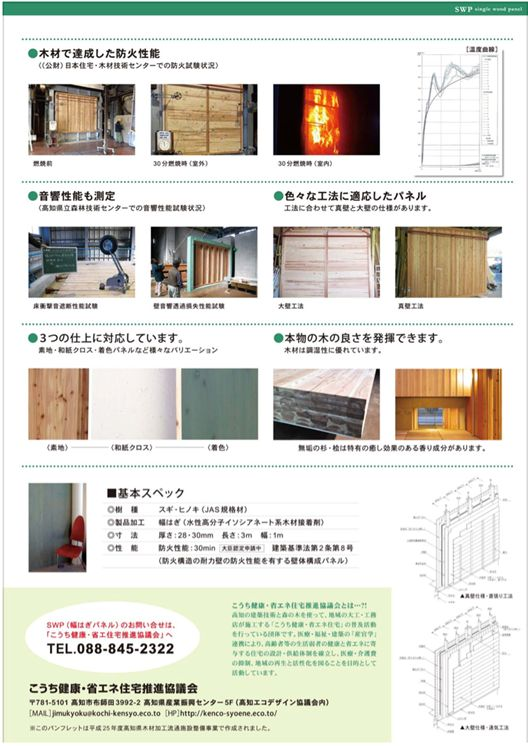 SWP single wood panel
●木材で達成した防火性能
((公財)日本住宅・木材技術センターでの防火試験状況)
[温度曲線]
燃焼前
30分燃焼時(室外)
30分燃焼時(室内)
●音響性能も測定
(高知県立森林技術センターでの音響性能試験状況)
●色々な工法に適応したパネル
工法に合わせて真壁と大壁の仕様があります。
床衝撃音遮断性能試験
壁音響透過損失性能試験
大壁工法
真壁工法
●3つの仕上に対応しています。
素地・和紙クロス・着色パネルなど様々なバリエーション
●本物の木の良さを発揮できます。
木材は調湿性に優れています。
(素地)
(和紙クロス)
(着色)
無垢の杉・桧は特有の癒し効果のある香り成分があります。
■基本スペック
◎樹 種 スギ・ヒノキ(JAS規格材)
◎製品加工 幅はぎ(水性高分子イソシアネート系木材接着剤)
◎寸 法 厚さ:28・30mm 長さ:3m 幅:1m
◎性 能 防火性能:30min 大臣認定申請中 建築基準法第2条第8号
(防火構造の耐力壁の防火性能を有する壁体構成パネル)
▲真壁仕様・直張り工法
SWP(幅はぎパネル)のお問い合せは、
「こうち健康・省エネ住宅推進協議会」へ
TEL.088-845-2322
こうち健康・省エネ住宅推進協議会とは…?!
高知の建築技術と森の木を使って、地域の大工・工務
店が施工する「こうち健康・省エネ住宅」の普及活動
を行っている団体です。医療・福祉・建築の「産官学」
連携により、高齢者等の生活弱者の健康と省エネに寄
与する住宅の設計・供給体制を確立し、医療・介護費
の抑制、地域の再生と活性化を図ることを目的として
活動しています。
こうち健康・省エネ住宅推進協議会
〒781-5101 高知市布師田3992-2 高知県産業振興センター5F(高知エコデザイン協議会内)
[MAIL]jimukyoku@kochi-kensyo.eco.to [HP]http://kenco-syoene.eco.to/
※このパンフレットは平成25年度高知県木材加工流通施設整備事業で作成されました。
▲大壁仕様・通気工法